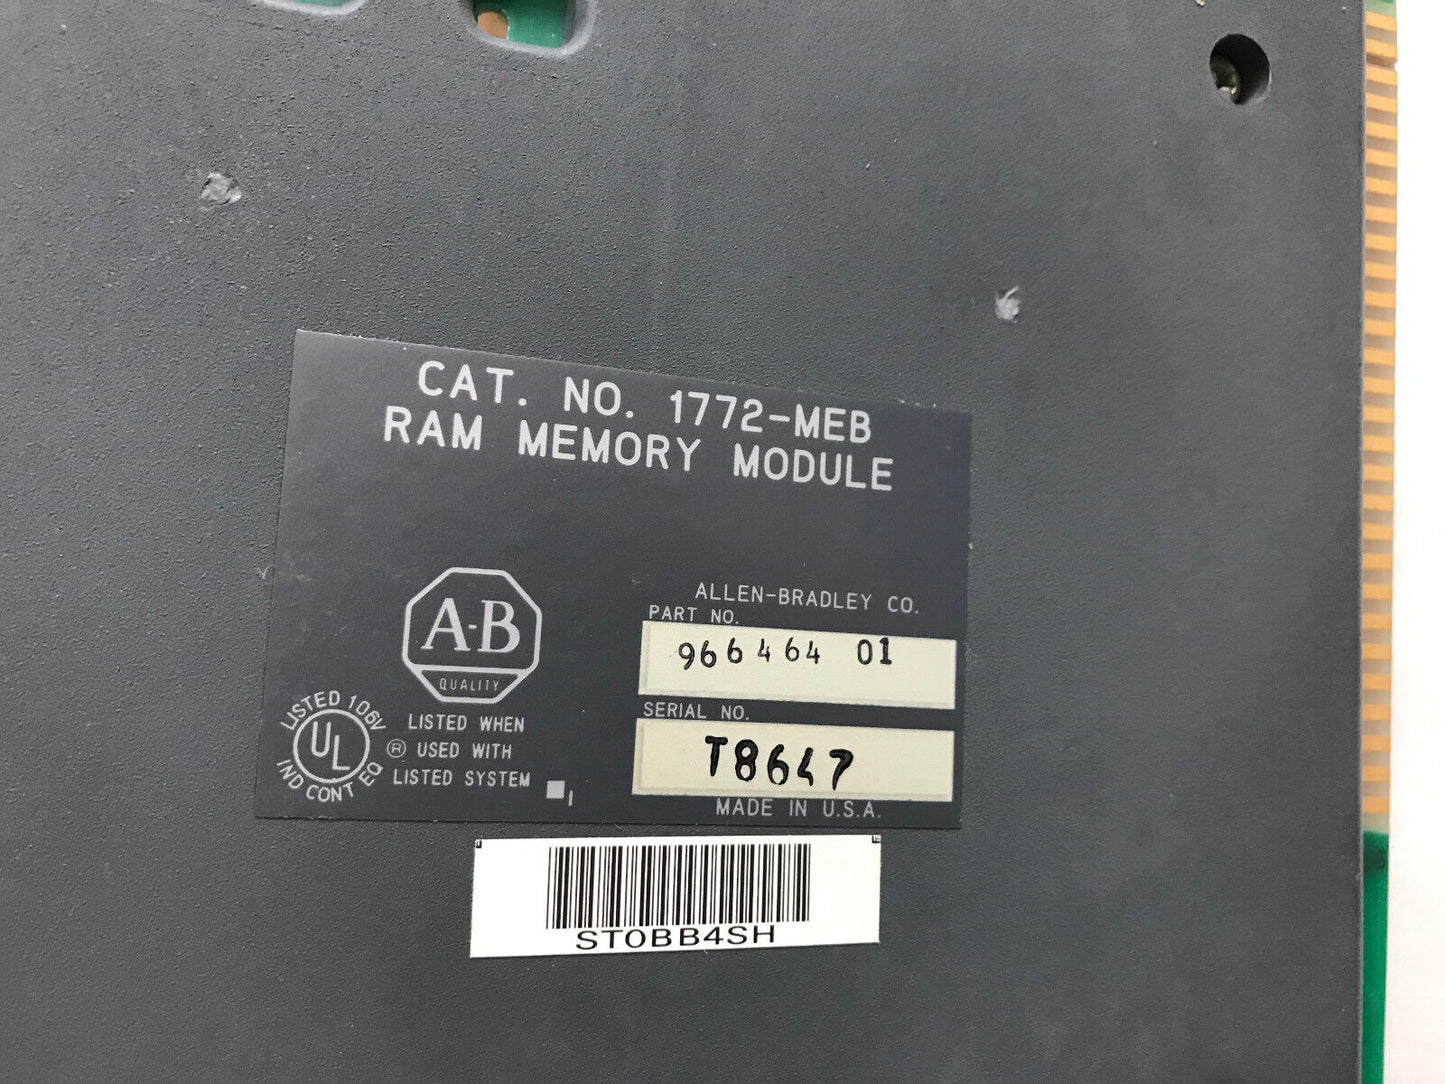 CAT. NO. 1772-MEB
RAM MEMORY MODULE
A-B
QUALITY
ALLEN-BRADLEY CO.
PART NO.
966464 01
SERIAL NO.
T8647
MADE IN U.S.A.
LISTED 106V
UL
®
IND CONT EQ
LISTED WHEN
USED WITH
LISTED SYSTEM
ST0BB4SH